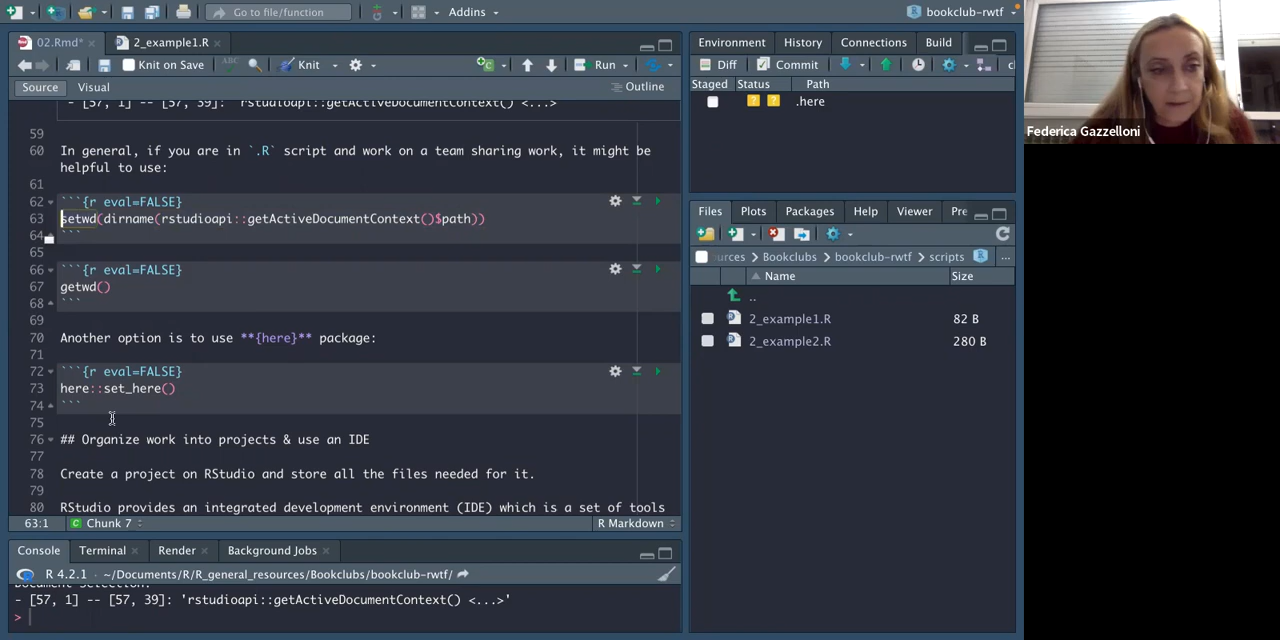 Go to file/function
Addins
bookclub-rwtf
02.Rmd*
2_example1.R
Knit on Save
ABC
Knit
Run
Source
Visual
Outline
- [57, 1] -- [57, 39]: 'rstudioapi::getActiveDocumentContext() <...>
59
60 In general, if you are in `.R` script and work on a team sharing work, it might be
helpful to use:
61
62 ```{r eval=FALSE}
63 setwd(dirname(rstudioapi::getActiveDocumentContext()$path))
64 ```
65
66 ```{r eval=FALSE}
67 getwd()
68 ```
69
70 Another option is to use **{here}** package:
71
72 ```{r eval=FALSE}
73 here::set_here()
74 ```
75
76 ## Organize work into projects & use an IDE
77
78 Create a project on RStudio and store all the files needed for it.
79
80 RStudio provides an integrated development environment (IDE) which is a set of tools
63:1
C Chunk 7
R Markdown
Console
Terminal
Render
Background Jobs
R 4.2.1 · ~/Documents/R/R_general_resources/Bookclubs/bookclub-rwtf/
- [57, 1] -- [57, 39]: 'rstudioapi::getActiveDocumentContext() <...>'
>
Environment
History
Connections
Build
Diff
Commit
Staged
Status
Path
? ? .here
Files
Plots
Packages
Help
Viewer
Pre
urces
Bookclubs
bookclub-rwtf
scripts
...
Name
Size
..
2_example1.R
82 B
2_example2.R
280 B
Federica Gazzelloni